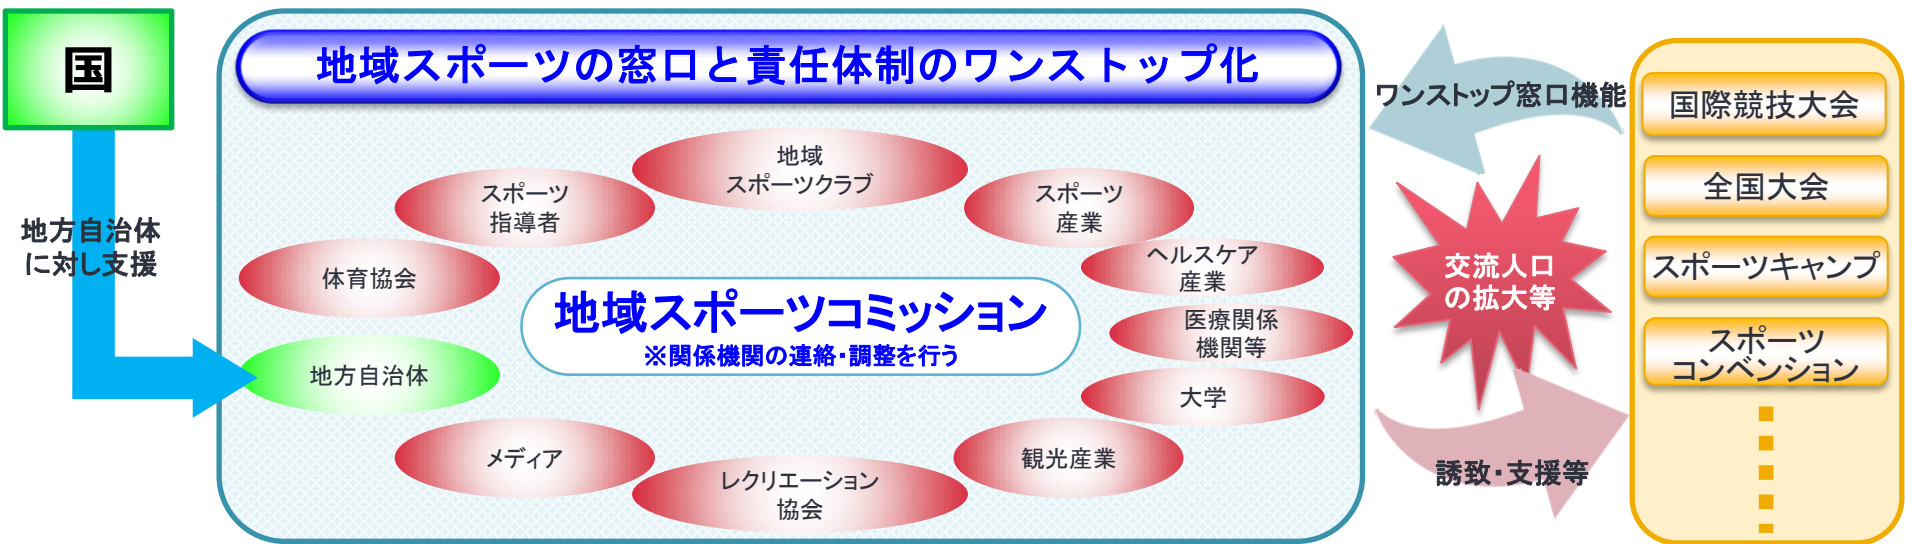 国
地方自治体
に対し支援
地域スポーツの窓口と責任体制のワンストップ化
地域
スポーツクラブ
スポーツ
指導者
スポーツ
産業
体育協会
ヘルスケア
産業
地域スポーツコミッション
※関係機関の連絡・調整を行う
医療関係
機関等
地方自治体
大学
メディア
観光産業
レクリエーション
協会
ワンストップ窓口機能
交流人口
の拡大等
誘致・支援等
国際競技大会
全国大会
スポーツキャンプ
スポーツ
コンベンション